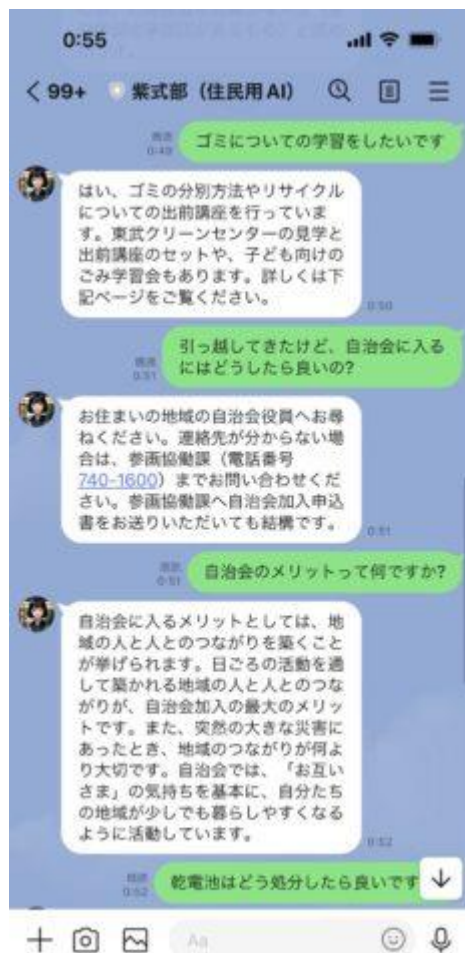 0:55
99+ 紫式部（住民用AI）
既読
0:49
ゴミについての学習をしたいです
はい、ゴミの分別方法やリサイクル
についての出前講座を行っていま
す。東武クリーンセンターの見学と
出前講座のセットや、子ども向けの
ごみ学習会もあります。詳しくは下
記ページをご覧ください。
0:50
引っ越してきたけど、自治会に入る
にはどうしたら良いの?
既読
0:51
お住まいの地域の自治会役員へお尋
ねください。連絡先が分からない場
合は、参画協働課（電話番号
740-1600）までお問い合わせくだ
さい。参画協働課へ自治会加入申込
書をお送りいただいても結構です。
0:51
既読
0:51
自治会のメリットって何ですか?
自治会に入るメリットとしては、地
域の人と人とのつながりを築くこと
が挙げられます。日ごろの活動を通
して築かれる地域の人と人とのつな
がりが、自治会加入の最大のメリッ
トです。また、突然の大きな災害に
あったとき、地域のつながりが何よ
り大切です。自治会では、「お互い
さま」の気持ちを基本に、自分たち
の地域が少しでも暮らしやすくなる
ように活動しています。
0:52
既読
0:52
乾電池はどう処分したら良いです
Aa